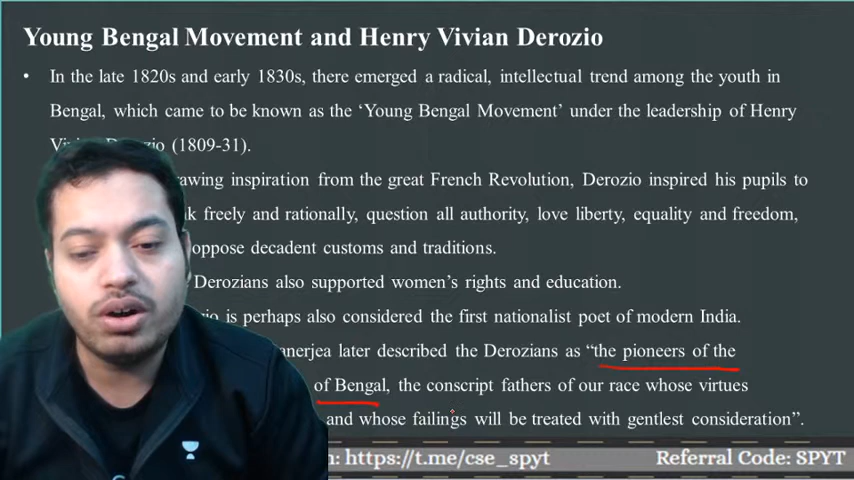 Young Bengal Movement and Henry Vivian Derozio
• In the late 1820s and early 1830s, there emerged a radical, intellectual trend among the youth in
Bengal, which came to be known as the ‘Young Bengal Movement’ under the leadership of Henry
Derozio (1809-31).
inspiration from the great French Revolution, Derozio inspired his pupils to
freely and rationally, question all authority, love liberty, equality and freedom,
oppose decadent customs and traditions.
Derozians also supported women’s rights and education.
is perhaps also considered the first nationalist poet of modern India.
later described the Derozians as “the pioneers of the
of Bengal, the conscript fathers of our race whose virtues
and whose failings will be treated with gentlest consideration”.
https://t.me/cse_spyt Referral Code: SPYT